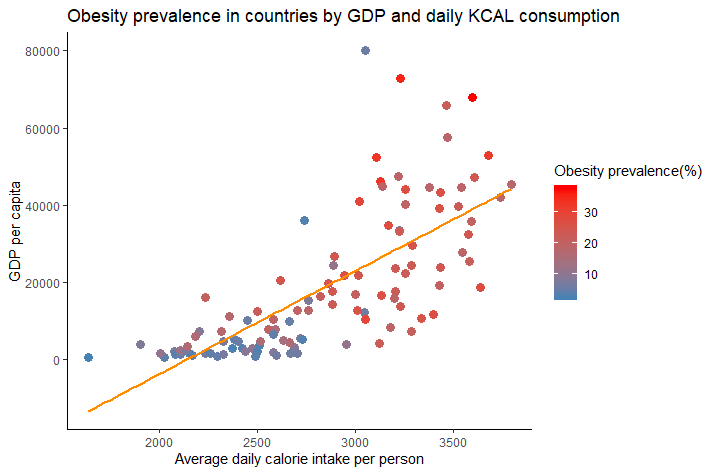 Obesity prevalence in countries by GDP and daily KCAL consumption
80000
60000
40000
20000
0
GDP per capita
2000 2500 3000 3500
Average daily calorie intake per person
Obesity prevalence(%)
30
20
10